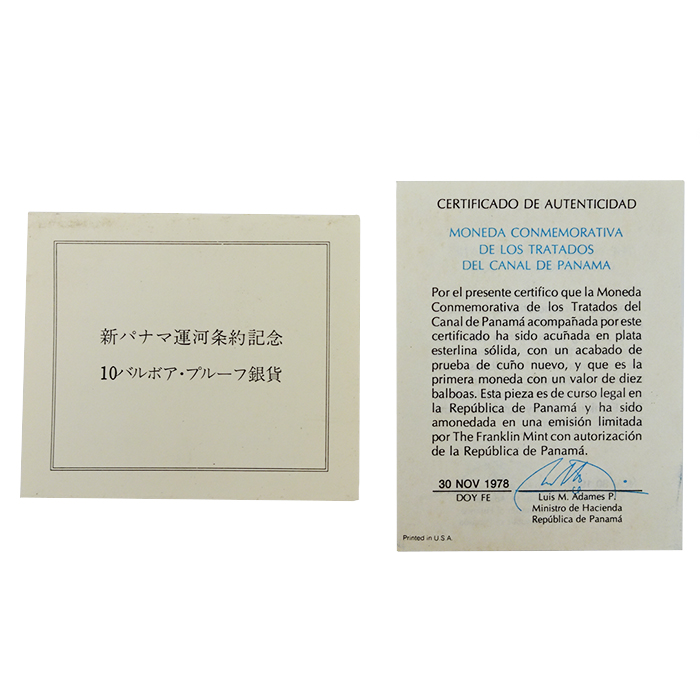 新パナマ運河条約記念
10バルボア・プルーフ銀貨
CERTIFICADO DE AUTENTICIDAD
MONEDA CONMEMORATIVA
DE LOS TRATADOS
DEL CANAL DE PANAMA
Por el presente certifico que la Moneda
Conmemorativa de los Tratados del
Canal de Panamá acompañada por este
certificado ha sido acuñada en plata
esterlina sólida, con un acabado de
prueba de cuño nuevo, y que es la
primera moneda con un valor de diez
balboas. Esta pieza es de curso legal en
la República de Panamá y ha sido
amonedada en una emisión limitada
por The Franklin Mint con autorización
de la República de Panamá.
30 NOV 1978
DOY FE
Luis M. Adames P.
Ministro de Hacienda
República de Panamá
Printed in U.S.A.